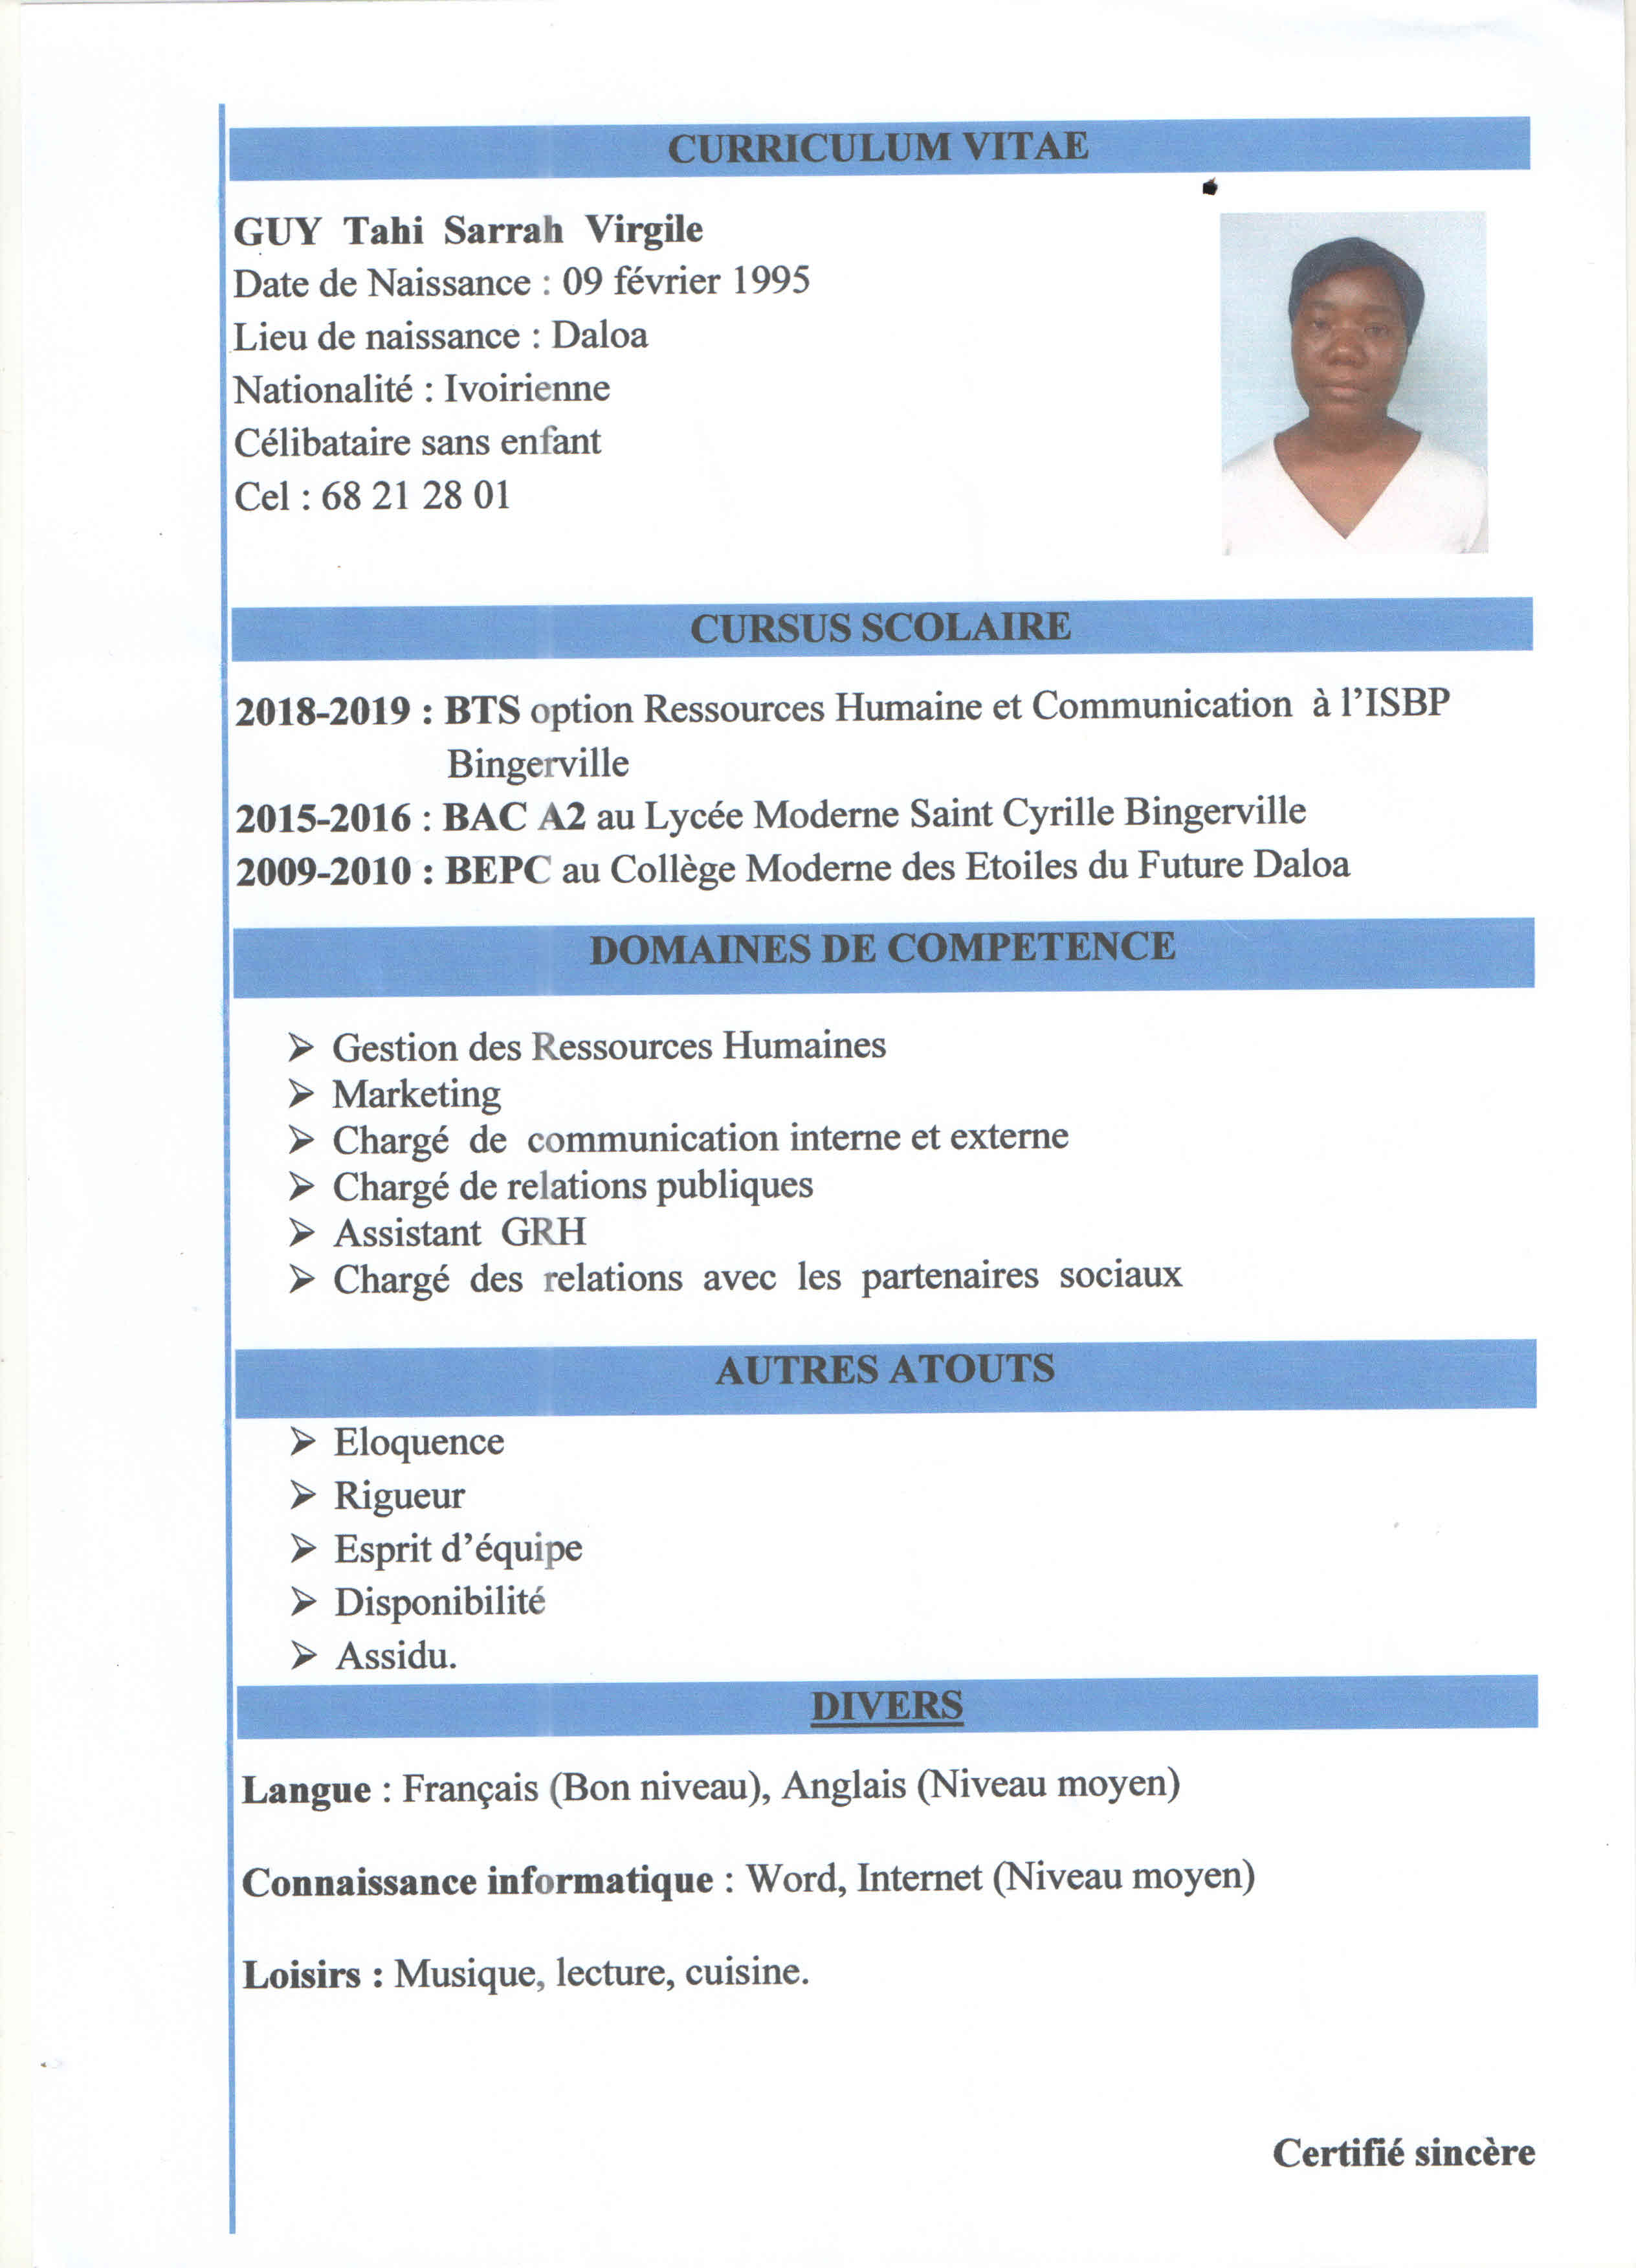 CURRICULUM VITAE
GUY Tahi Sarrah Virgile
Date de Naissance : 09 février 1995
Lieu de naissance : Daloa
Nationalité : Ivoirienne
Célibataire sans enfant
Cel : 68 21 28 01
CURSUS SCOLAIRE
2018-2019 : BTS option Ressources Humaine et Communication à l'ISBP
Bingerville
2015-2016 : BAC A2 au Lycée Moderne Saint Cyrille Bingerville
2009-2010 : BEPC au Collège Moderne des Etoiles du Future Daloa
DOMAINES DE COMPETENCE
➢ Gestion des Ressources Humaines
➢ Marketing
➢ Chargé de communication interne et externe
➢ Chargé de relations publiques
➢ Assistant GRH
➢ Chargé des relations avec les partenaires sociaux
AUTRES ATOUTS
➢ Eloquence
➢ Rigueur
➢ Esprit d'équipe
➢ Disponibilité
➢ Assidu.
DIVERS
Langue : Français (Bon niveau), Anglais (Niveau moyen)
Connaissance informatique : Word, Internet (Niveau moyen)
Loisirs : Musique, lecture, cuisine.
Certifié sincère